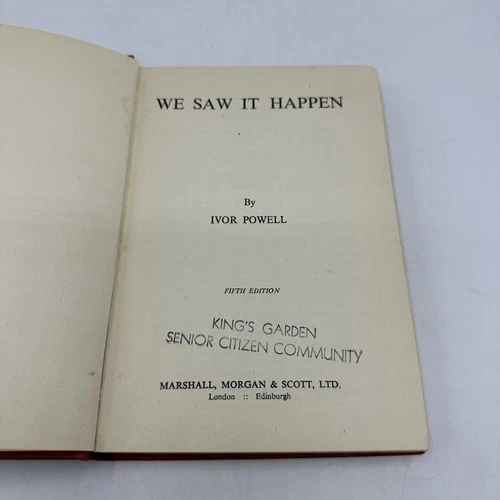 WE SAW IT HAPPEN
By
IVOR POWELL
FIFTH EDITION
KING'S GARDEN
SENIOR CITIZEN COMMUNITY
MARSHALL, MORGAN & SCOTT, LTD.
London :: Edinburgh